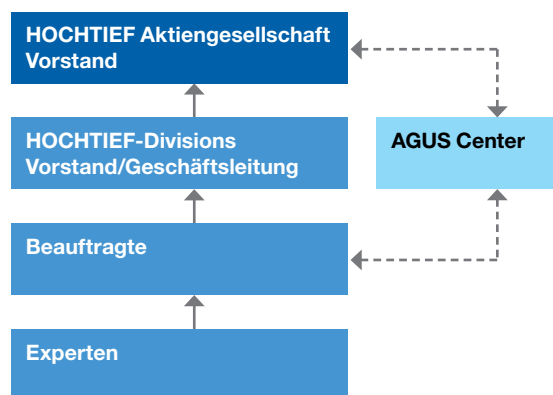 HOCHTIEF Aktiengesellschaft
Vorstand
HOCHTIEF-Divisions
Vorstand/Geschäftsleitung
AGUS Center
Beauftragte
Experten